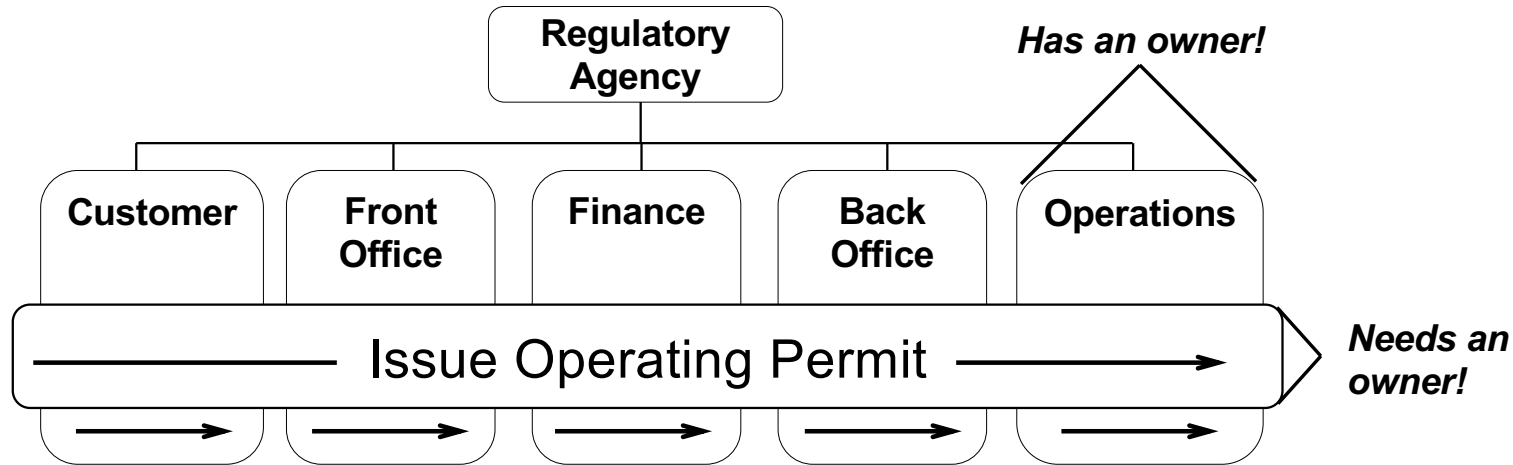 Regulatory
Agency
Has an owner!
Customer
Front
Office
Finance
Back
Office
Operations
Issue Operating Permit
Needs an
owner!